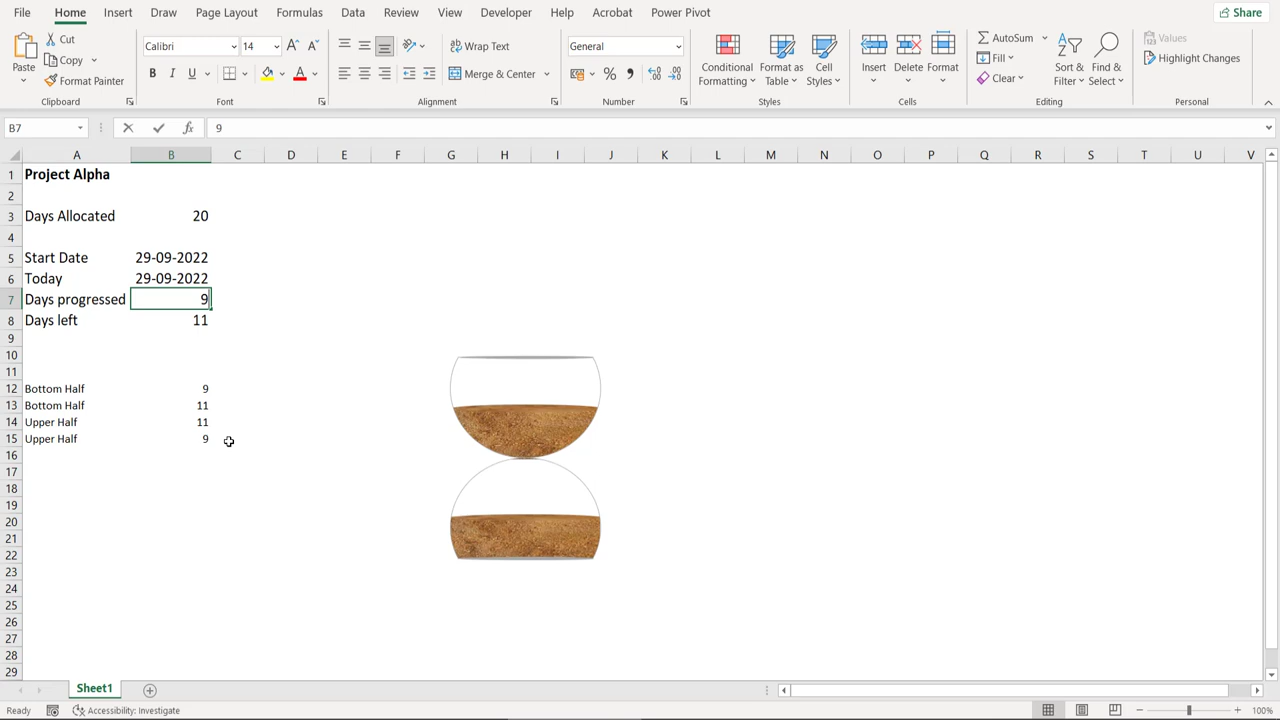 File Home Insert Draw Page Layout Formulas Data Review View Developer Help Acrobat Power Pivot Share
Paste
Cut
Copy
Format Painter
Clipboard
Calibri 14
B I U A
Font
Wrap Text
Merge & Center
Alignment
General
% ,
Number
Conditional Formatting
Format as Table
Cell Styles
Styles
Insert
Delete
Format
Cells
AutoSum
Fill
Clear
Sort & Filter
Find & Select
Editing
Values
Highlight Changes
Personal
B7 fx 9
A B C D E F G H I J K L M N O P Q R S T U V
1 Project Alpha
2
3 Days Allocated 20
4
5 Start Date 29-09-2022
6 Today 29-09-2022
7 Days progressed 9
8 Days left 11
9
10
11
12 Bottom Half 9
13 Bottom Half 11
14 Upper Half 11
15 Upper Half 9
16
17
18
19
20
21
22
23
24
25
26
27
28
29
Sheet1
Ready Accessibility: Investigate 100%